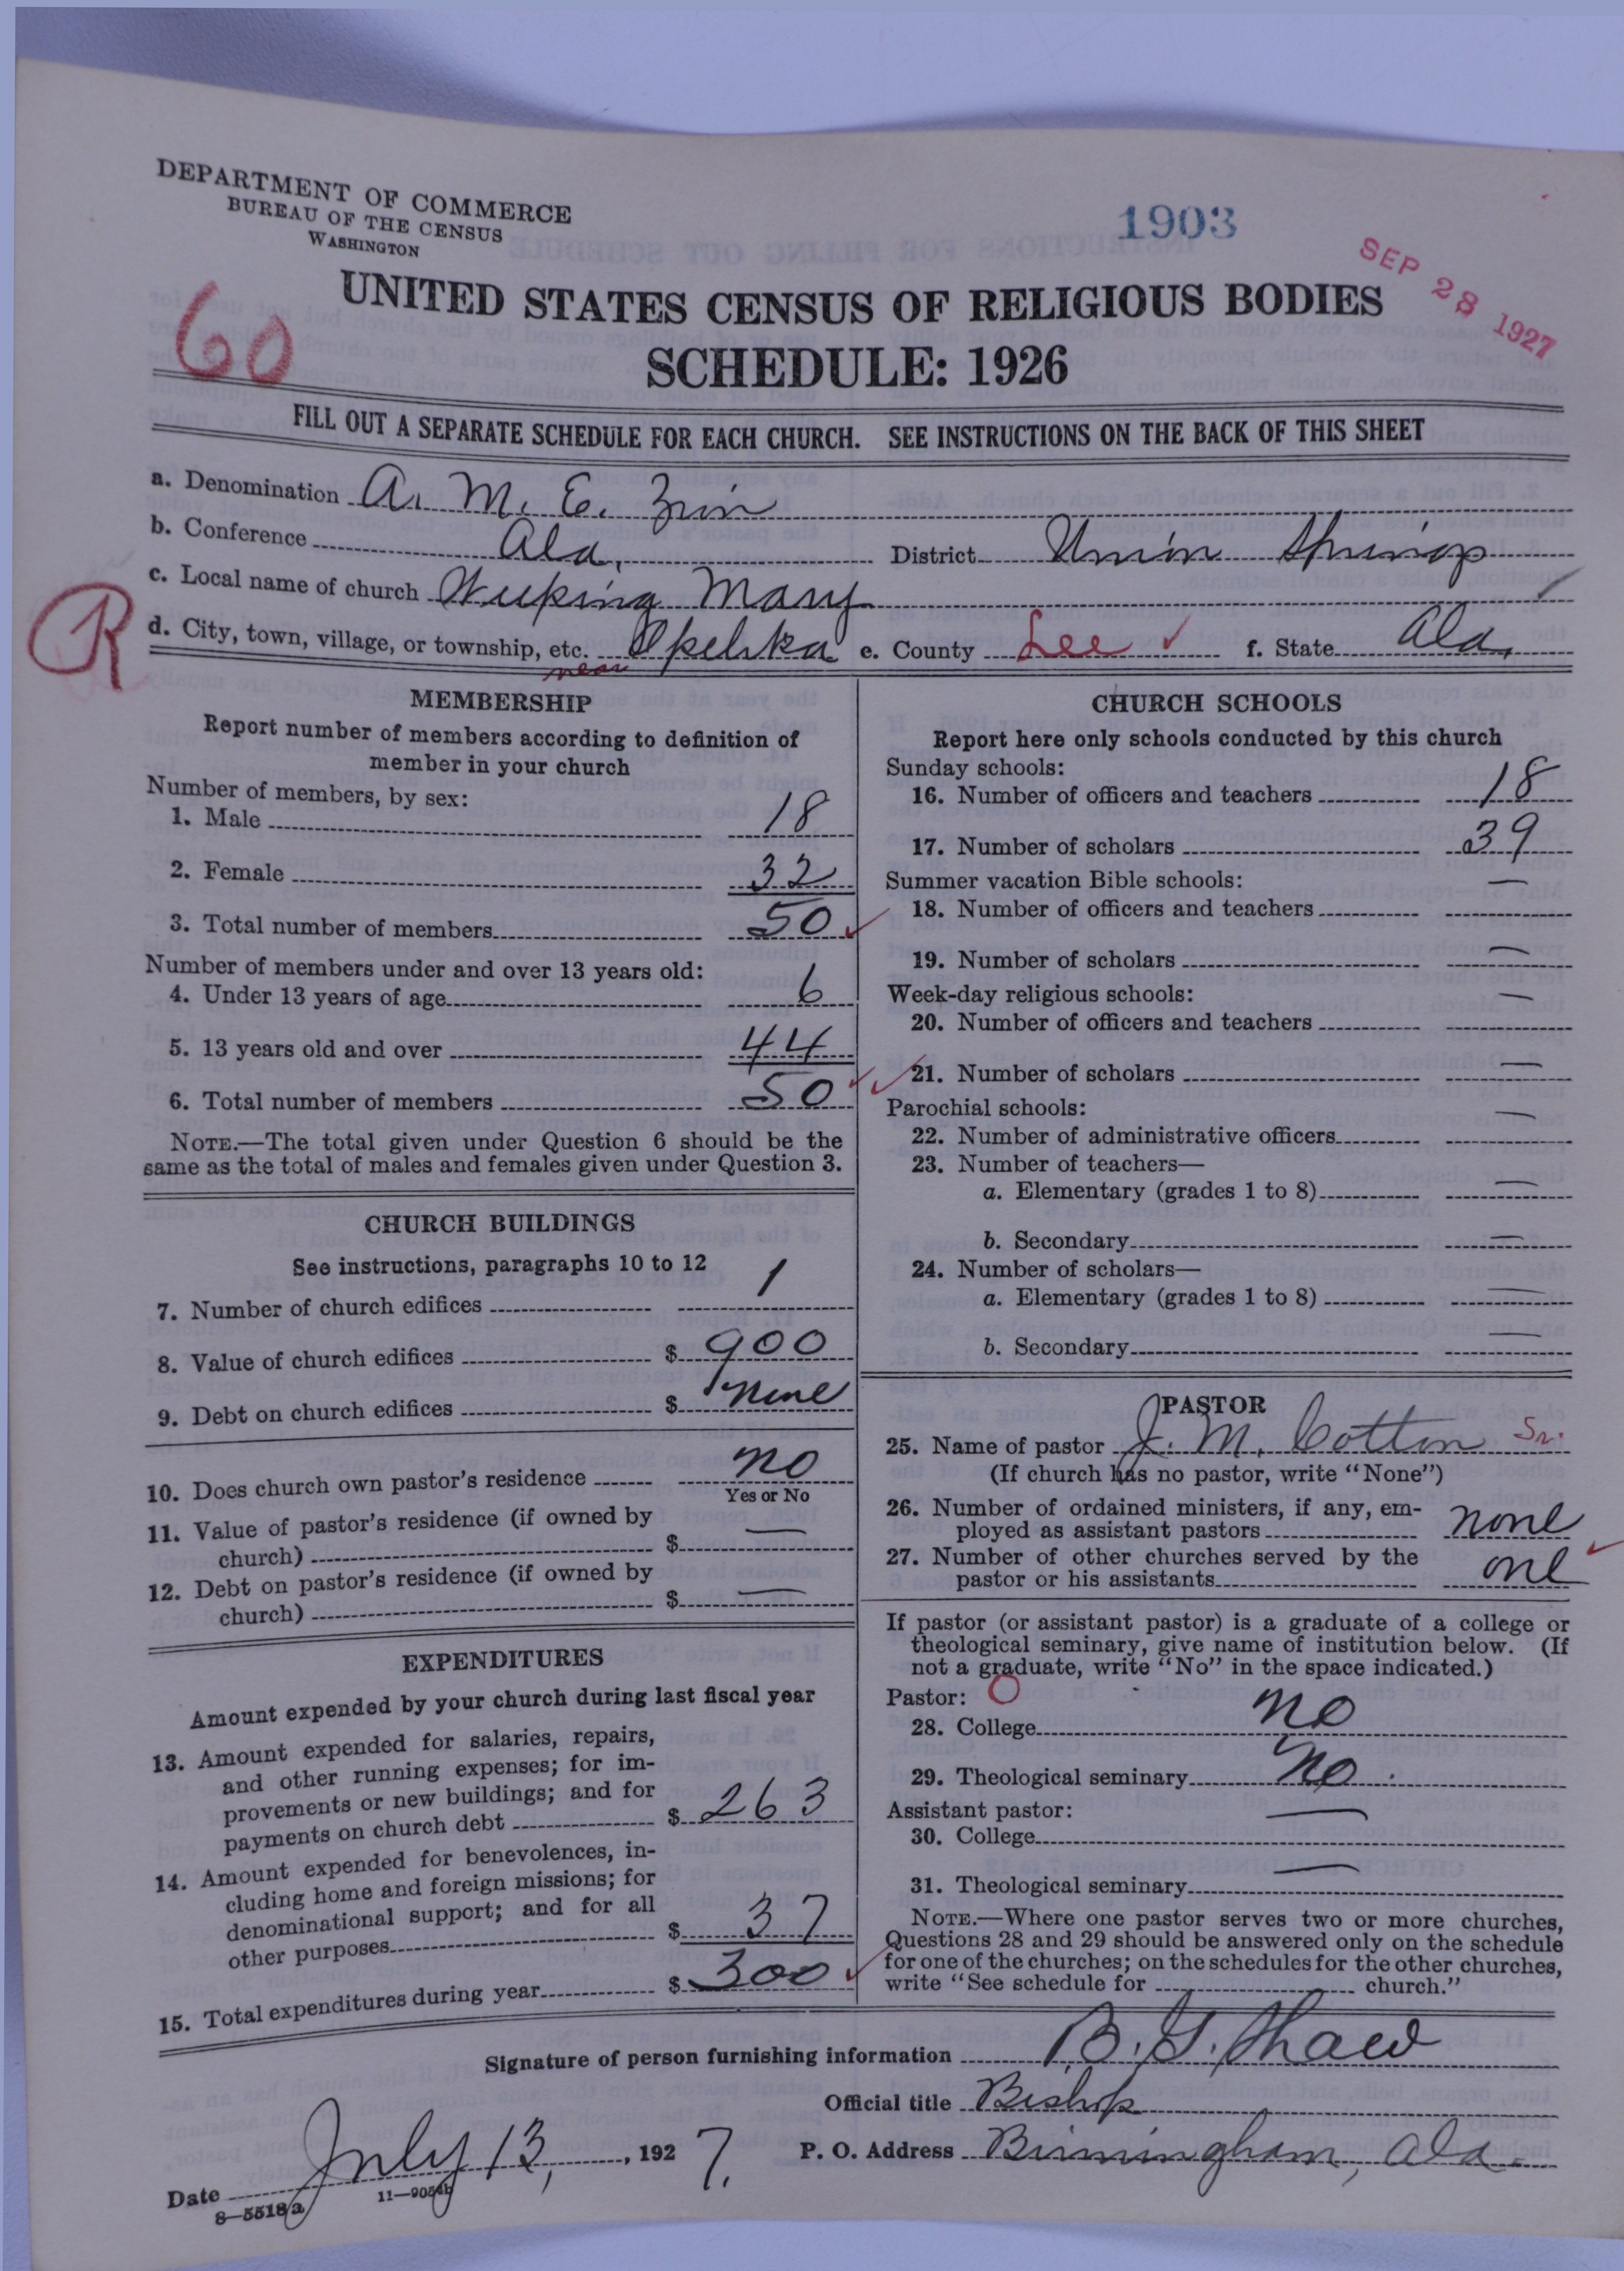 DEPARTMENT OF COMMERCE
BUREAU OF THE CENSUS
WASHINGTON
1903
SEP 28 1927
60
UNITED STATES CENSUS OF RELIGIOUS BODIES
SCHEDULE: 1926
FILL OUT A SEPARATE SCHEDULE FOR EACH CHURCH. SEE INSTRUCTIONS ON THE BACK OF THIS SHEET
a. Denomination A. M. E. Zion
b. Conference Ala. District Union Springs
c. Local name of church Weeping Mary
R
d. City, town, village, or township, etc. near Opelika e. County Lee f. State Ala.
MEMBERSHIP
Report number of members according to definition of
member in your church
Number of members, by sex:
1. Male 18
2. Female 32
3. Total number of members 50
Number of members under and over 13 years old:
4. Under 13 years of age 6
5. 13 years old and over 44
6. Total number of members 50
NOTE.—The total given under Question 6 should be the
same as the total of males and females given under Question 3.
CHURCH BUILDINGS
See instructions, paragraphs 10 to 12
7. Number of church edifices 1
8. Value of church edifices $ 900
9. Debt on church edifices $ none
10. Does church own pastor's residence no
Yes or No
11. Value of pastor's residence (if owned by
church) $ —
12. Debt on pastor's residence (if owned by
church) $ —
EXPENDITURES
Amount expended by your church during last fiscal year
13. Amount expended for salaries, repairs,
and other running expenses; for im-
provements or new buildings; and for
payments on church debt $ 263
14. Amount expended for benevolences, in-
cluding home and foreign missions; for
denominational support; and for all
other purposes $ 37
15. Total expenditures during year $ 300
CHURCH SCHOOLS
Report here only schools conducted by this church
Sunday schools:
16. Number of officers and teachers 18
17. Number of scholars 39
Summer vacation Bible schools: —
18. Number of officers and teachers
19. Number of scholars —
Week-day religious schools: —
20. Number of officers and teachers
21. Number of scholars —
Parochial schools: —
22. Number of administrative officers
23. Number of teachers—
a. Elementary (grades 1 to 8) —
b. Secondary —
24. Number of scholars—
a. Elementary (grades 1 to 8) —
b. Secondary —
PASTOR
25. Name of pastor J. M. Cotton Sr.
(If church has no pastor, write "None")
26. Number of ordained ministers, if any, em-
ployed as assistant pastors none
27. Number of other churches served by the
pastor or his assistants one
If pastor (or assistant pastor) is a graduate of a college or
theological seminary, give name of institution below. (If
not a graduate, write "No" in the space indicated.)
Pastor: O
28. College no
29. Theological seminary No.
Assistant pastor: —
30. College
31. Theological seminary —
NOTE.—Where one pastor serves two or more churches,
Questions 28 and 29 should be answered only on the schedule
for one of the churches; on the schedules for the other churches,
write "See schedule for church."
Signature of person furnishing information B. G. Shaw
Official title Bishop
Date July 13, 1927. P. O. Address Birmingham, Ala.
8—5518 a 11—9054b